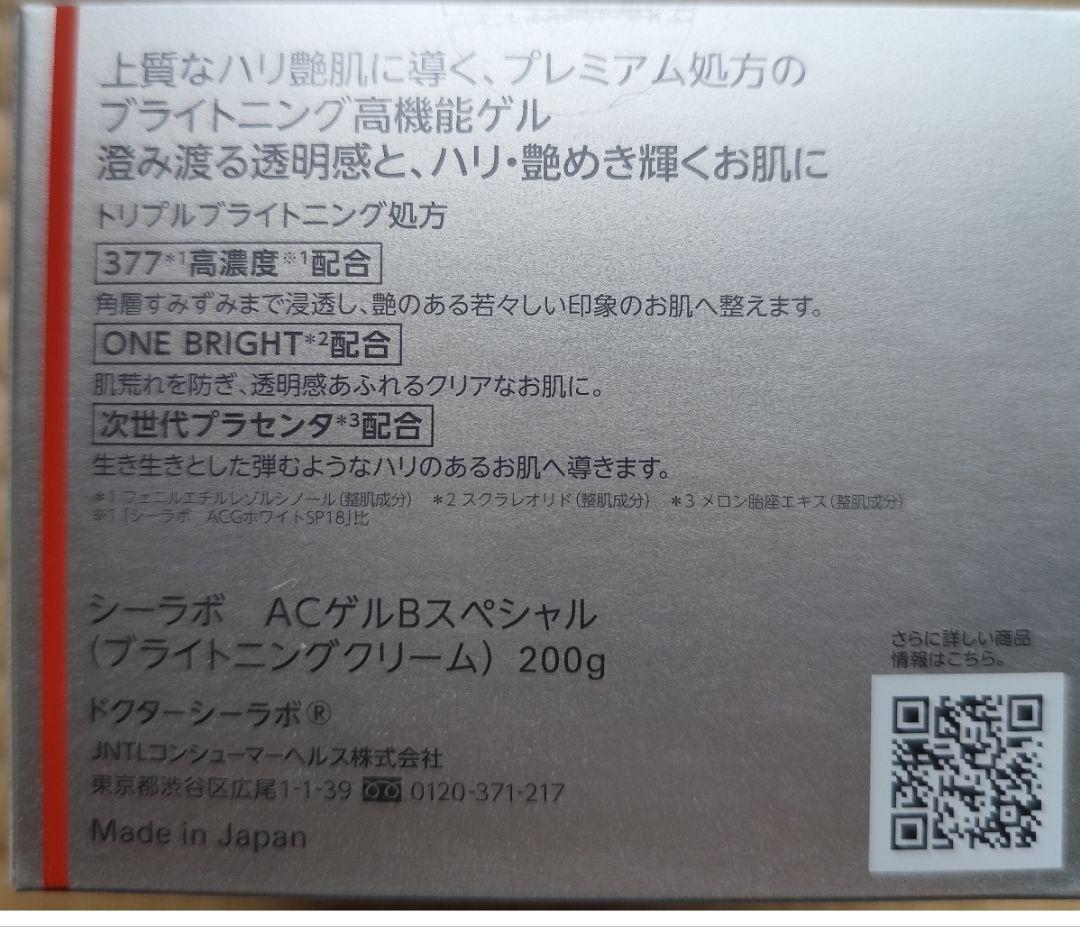 上質なハリ艶肌に導く、プレミアム処方の
ブライトニング高機能ゲル
澄み渡る透明感と、ハリ・艶めき輝くお肌に
トリプルブライトニング処方
377＊1高濃度※1配合
角層すみずみまで浸透し、艶のある若々しい印象のお肌へ整えます。
ONE BRIGHT＊2配合
肌荒れを防ぎ、透明感あふれるクリアなお肌に。
次世代プラセンタ＊3配合
生き生きとした弾むようなハリのあるお肌へ導きます。
＊1 フェニルエチルレゾルシノール（整肌成分） ＊2 スクラレオリド（整肌成分） ＊3 メロン胎座エキス（整肌成分）
※1「シーラボ ACGホワイトSP18」比
シーラボ ACゲルBスペシャル
（ブライトニングクリーム） 200g
さらに詳しい商品
情報はこちら。
ドクターシーラボ®
JNTLコンシューマーヘルス株式会社
東京都渋谷区広尾1-1-39 0120-371-217
Made in Japan